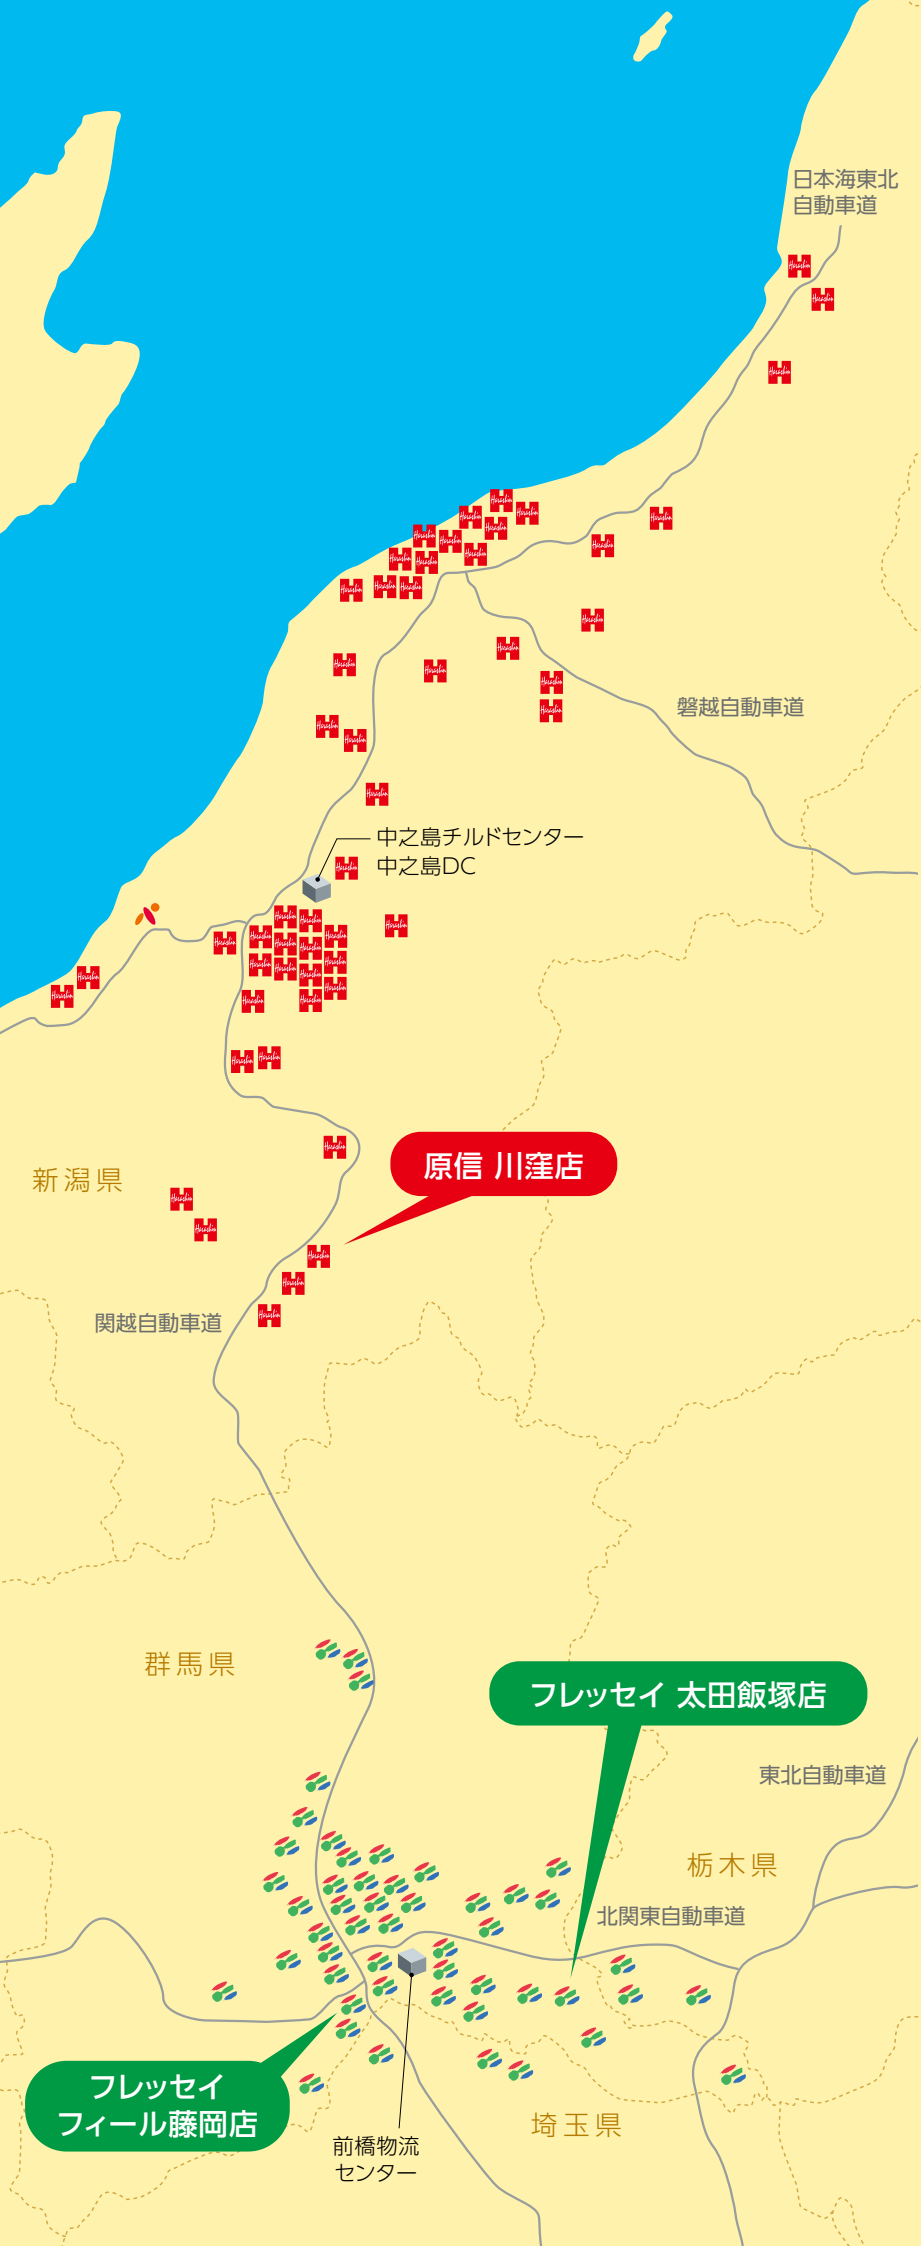 日本海東北
自動車道
磐越自動車道
中之島チルドセンター
中之島DC
原信 川窪店
新潟県
関越自動車道
群馬県
フレッセイ 太田飯塚店
東北自動車道
栃木県
北関東自動車道
フレッセイ
フィール藤岡店
埼玉県
前橋物流
センター